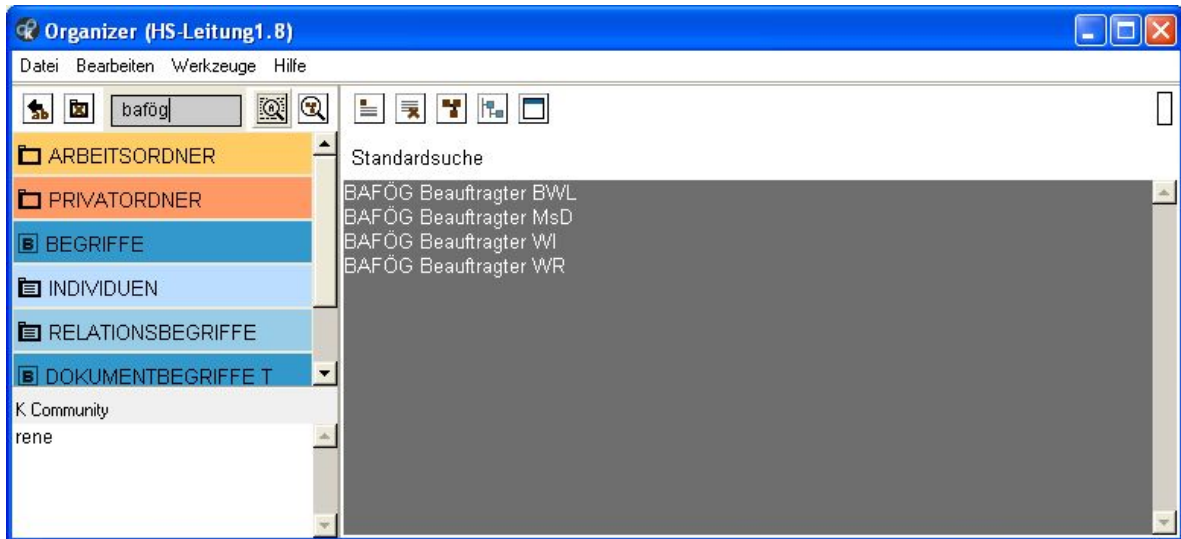 Organizer (HS-Leitung1.8)
Datei Bearbeiten Werkzeuge Hilfe
bafög
ARBEITSORDNER
PRIVATORDNER
BEGRIFFE
INDIVIDUEN
RELATIONSBEGRIFFE
DOKUMENTBEGRIFFE T
K Community
rene
Standardsuche
BAFÖG Beauftragter BWL
BAFÖG Beauftragter MsD
BAFÖG Beauftragter WI
BAFÖG Beauftragter WR